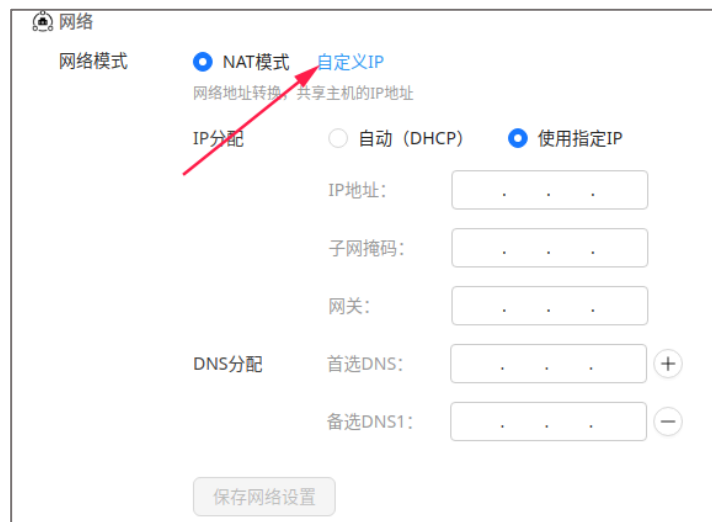 网络
网络模式 NAT模式 自定义IP
网络地址转换，共享主机的IP地址
IP分配 自动（DHCP） 使用指定IP
IP地址： . . .
子网掩码： . . .
网关： . . .
DNS分配 首选DNS： . . .
备选DNS1： . . .
保存网络设置